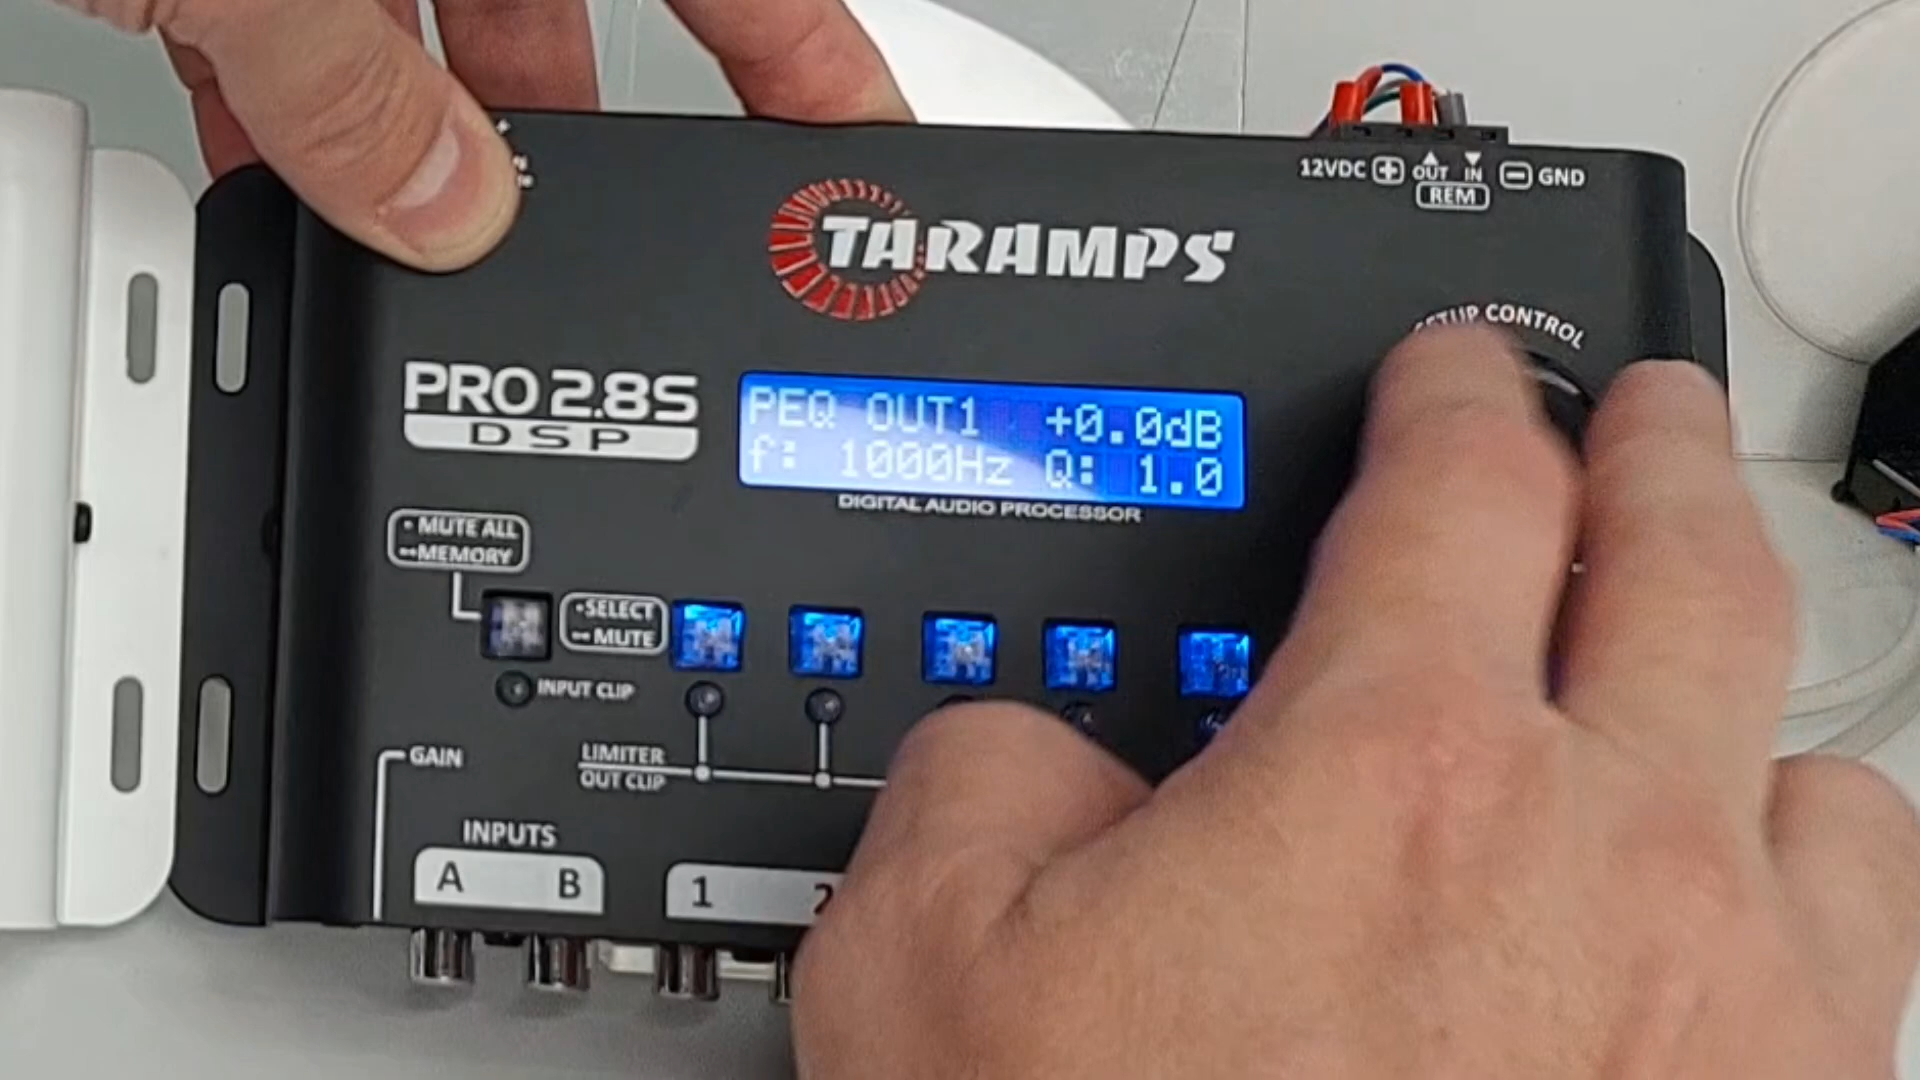 12VDC + OUT IN - GND
REM
TARAMPS
SETUP CONTROL
PRO 2.8S
DSP
PEQ OUT1 +0.0dB
f: 1000Hz Q: 1.0
DIGITAL AUDIO PROCESSOR
MUTE ALL
MEMORY
SELECT
MUTE
INPUT CLIP
GAIN
LIMITER
OUT CLIP
INPUTS
A B
1 2